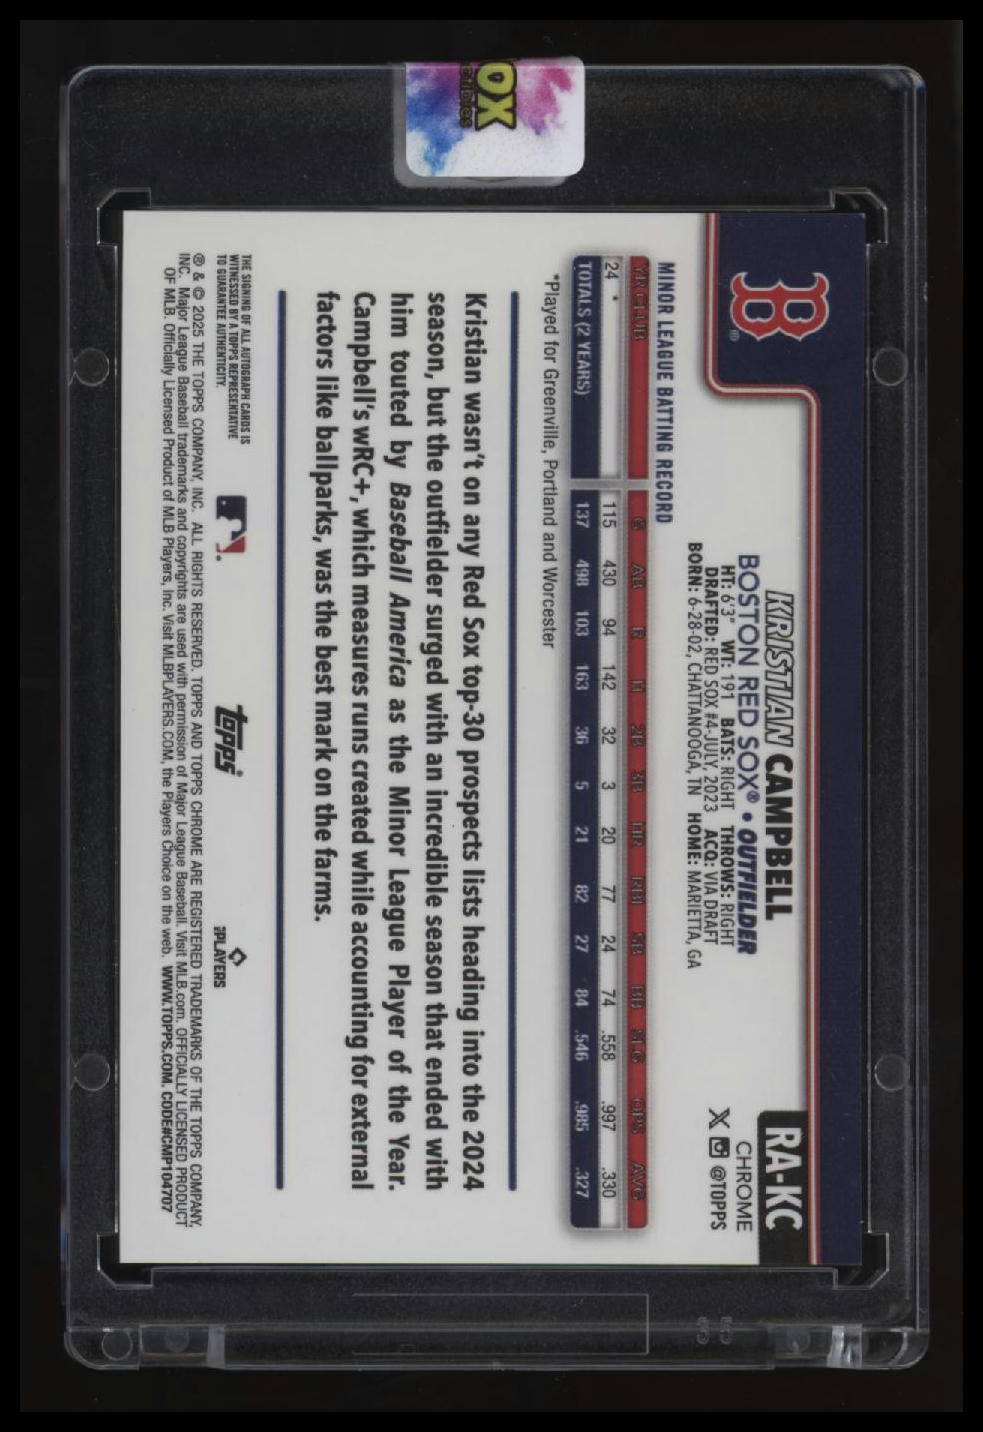 OX
ctibles
B
®
KRISTIAN CAMPBELL
BOSTON RED SOX® • OUTFIELDER
HT: 6'3" WT: 191 BATS: RIGHT THROWS: RIGHT
DRAFTED: RED SOX #4-JULY, 2023 ACQ: VIA DRAFT
BORN: 6-28-02, CHATTANOOGA, TN HOME: MARIETTA, GA
RA-KC
CHROME
X @TOPPS
MINOR LEAGUE BATTING RECORD
YR CLUB G AB R H 2B 3B HR RBI SB BB SLG OPS AVG
24 * 115 430 94 142 32 3 20 77 24 74 .558 .997 .330
TOTALS (2 YEARS) 137 498 103 163 36 5 21 82 27 84 .546 .985 .327
*Played for Greenville, Portland and Worcester
Kristian wasn't on any Red Sox top-30 prospects lists heading into the 2024
season, but the outfielder surged with an incredible season that ended with
him touted by Baseball America as the Minor League Player of the Year.
Campbell's wRC+, which measures runs created while accounting for external
factors like ballparks, was the best mark on the farms.
THE SIGNING OF ALL AUTOGRAPH CARDS IS
WITNESSED BY A TOPPS REPRESENTATIVE
TO GUARANTEE AUTHENTICITY.
topps
PLAYERS
® & © 2025 THE TOPPS COMPANY, INC. ALL RIGHTS RESERVED. TOPPS AND TOPPS CHROME ARE REGISTERED TRADEMARKS OF THE TOPPS COMPANY,
INC. Major League Baseball trademarks and copyrights are used with permission of Major League Baseball. Visit MLB.com. OFFICIALLY LICENSED PRODUCT
OF MLB. Officially Licensed Product of MLB Players, Inc. Visit MLBPLAYERS.COM, the Players Choice on the web. WWW.TOPPS.COM. CODE#CMP104707